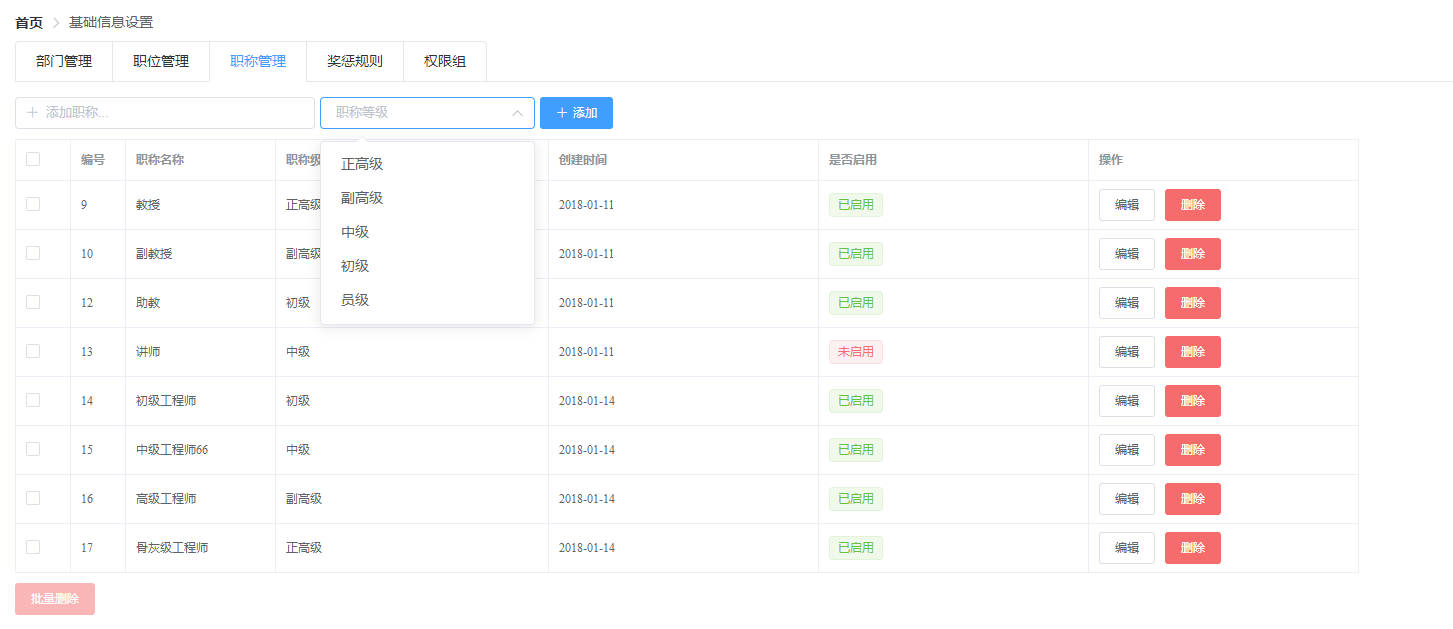 首页 > 基础信息设置
部门管理 职位管理 职称管理 奖惩规则 权限组
+ 添加职称... 职称等级 + 添加
编号 职称名称 职称级 创建时间 是否启用 操作
正高级
副高级
中级
初级
员级
9 教授 正高级 2018-01-11 已启用 编辑 删除
10 副教授 副高级 2018-01-11 已启用 编辑 删除
12 助教 初级 2018-01-11 已启用 编辑 删除
13 讲师 中级 2018-01-11 未启用 编辑 删除
14 初级工程师 初级 2018-01-14 已启用 编辑 删除
15 中级工程师66 中级 2018-01-14 已启用 编辑 删除
16 高级工程师 副高级 2018-01-14 已启用 编辑 删除
17 骨灰级工程师 正高级 2018-01-14 已启用 编辑 删除
批量删除